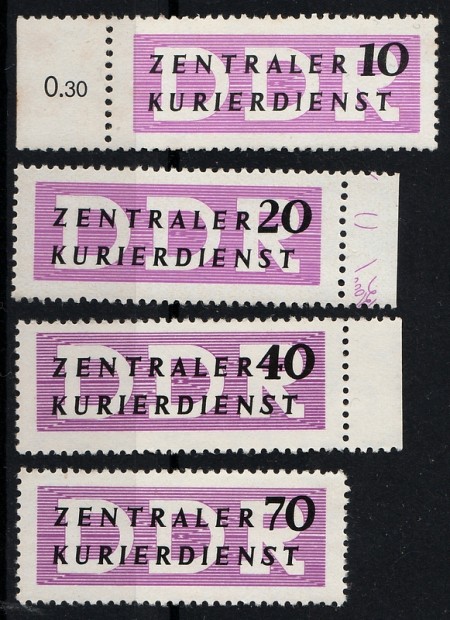 0.30
DDR
ZENTRALER 10
KURIERDIENST
DDR
ZENTRALER 20
KURIERDIENST
DDR
ZENTRALER 40
KURIERDIENST
DDR
ZENTRALER 70
KURIERDIENST